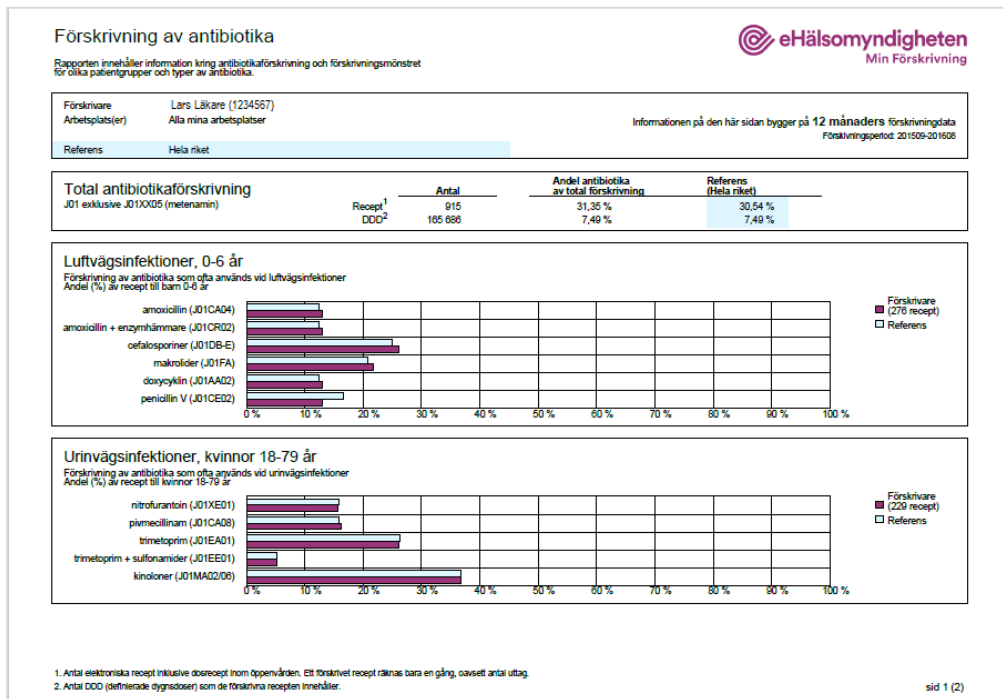 Förskrivning av antibiotika
eHälsomyndigheten
Min Förskrivning
Rapporten innehåller information kring antibiotikaförskrivning och förskrivningsmönstret
för olika patientgrupper och typer av antibiotika.
Förskrivare Lars Läkare (1234567)
Arbetsplats(er) Alla mina arbetsplatser
Informationen på den här sidan bygger på 12 månaders förskrivningdata
Förskivningsperiod: 201509-201608
Referens Hela riket
Total antibiotikaförskrivning
J01 exklusive J01XX05 (metenamin)
Antal Andel antibiotika av total förskrivning Referens (Hela riket)
Recept1 915 31,35 % 30,54 %
DDD2 165 686 7,49 % 7,49 %
Luftvägsinfektioner, 0-6 år
Förskrivning av antibiotika som ofta används vid luftvägsinfektioner
Andel (%) av recept till barn 0-6 år
amoxicillin (J01CA04)
amoxicillin + enzymhämmare (J01CR02)
cefalosporiner (J01DB-E)
makrolider (J01FA)
doxycyklin (J01AA02)
penicillin V (J01CE02)
0 % 10 % 20 % 30 % 40 % 50 % 60 % 70 % 80 % 90 % 100 %
Förskrivare
(276 recept)
Referens
Urinvägsinfektioner, kvinnor 18-79 år
Förskrivning av antibiotika som ofta används vid urinvägsinfektioner
Andel (%) av recept till kvinnor 18-79 år
nitrofurantoin (J01XE01)
pivmecillinam (J01CA08)
trimetoprim (J01EA01)
trimetoprim + sulfonamider (J01EE01)
kinoloner (J01MA02/06)
0 % 10 % 20 % 30 % 40 % 50 % 60 % 70 % 80 % 90 % 100 %
Förskrivare
(229 recept)
Referens
1. Antal elektroniska recept inklusive dosrecept inom öppenvården. Ett förskrivet recept räknas bara en gång, oavsett antal uttag.
2. Antal DDD (definierade dygnsdoser) som de förskrivna recepten innehåller.
sid 1 (2)